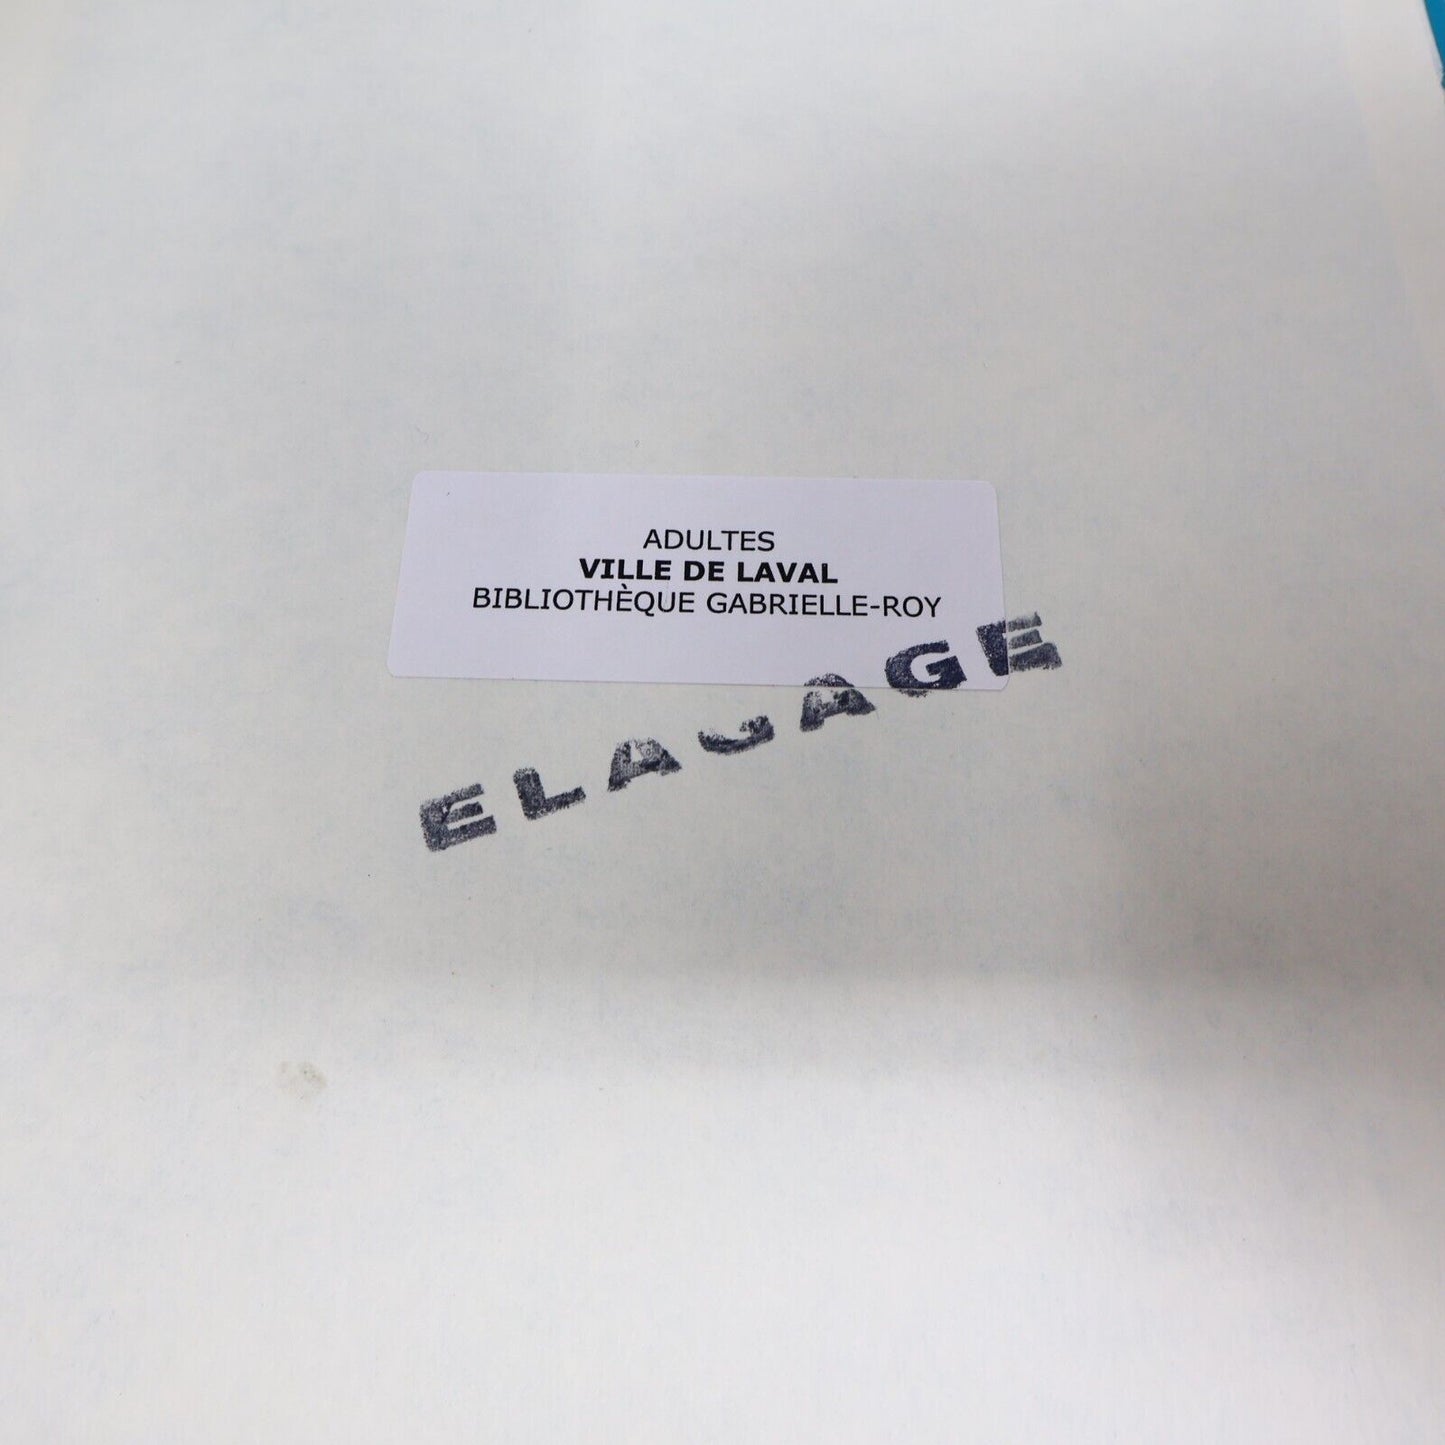 ADULTES
VILLE DE LAVAL
BIBLIOTHÈQUE GABRIELLE-ROY
ELAGAGE